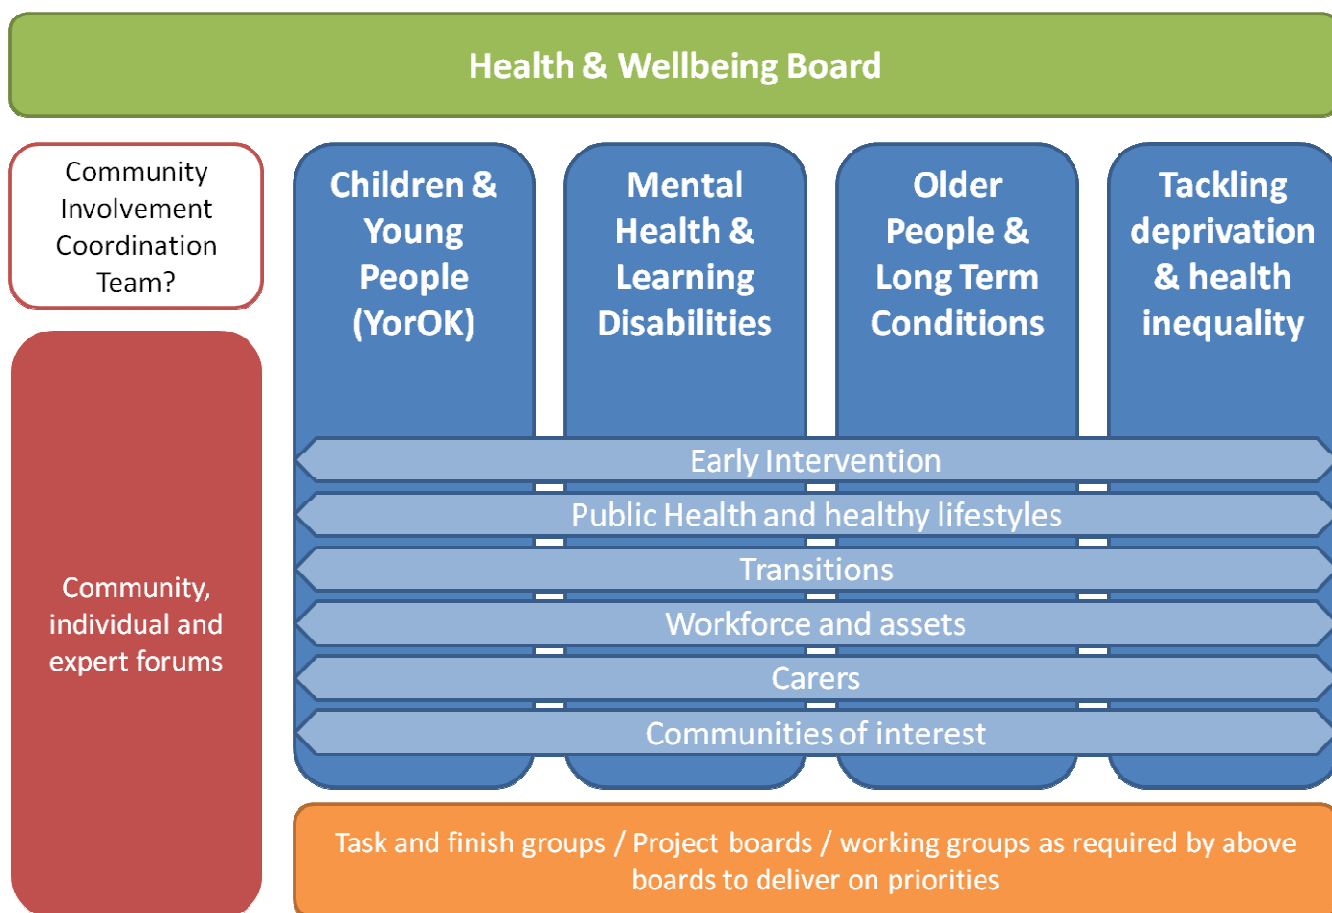 Health & Wellbeing Board
Community
Involvement
Coordination
Team?
Children &
Young
People
(YorOK)
Mental
Health &
Learning
Disabilities
Older
People &
Long Term
Conditions
Tackling
deprivation
& health
inequality
Early Intervention
Public Health and healthy lifestyles
Transitions
Workforce and assets
Carers
Communities of interest
Community,
individual and
expert forums
Task and finish groups / Project boards / working groups as required by above
boards to deliver on priorities